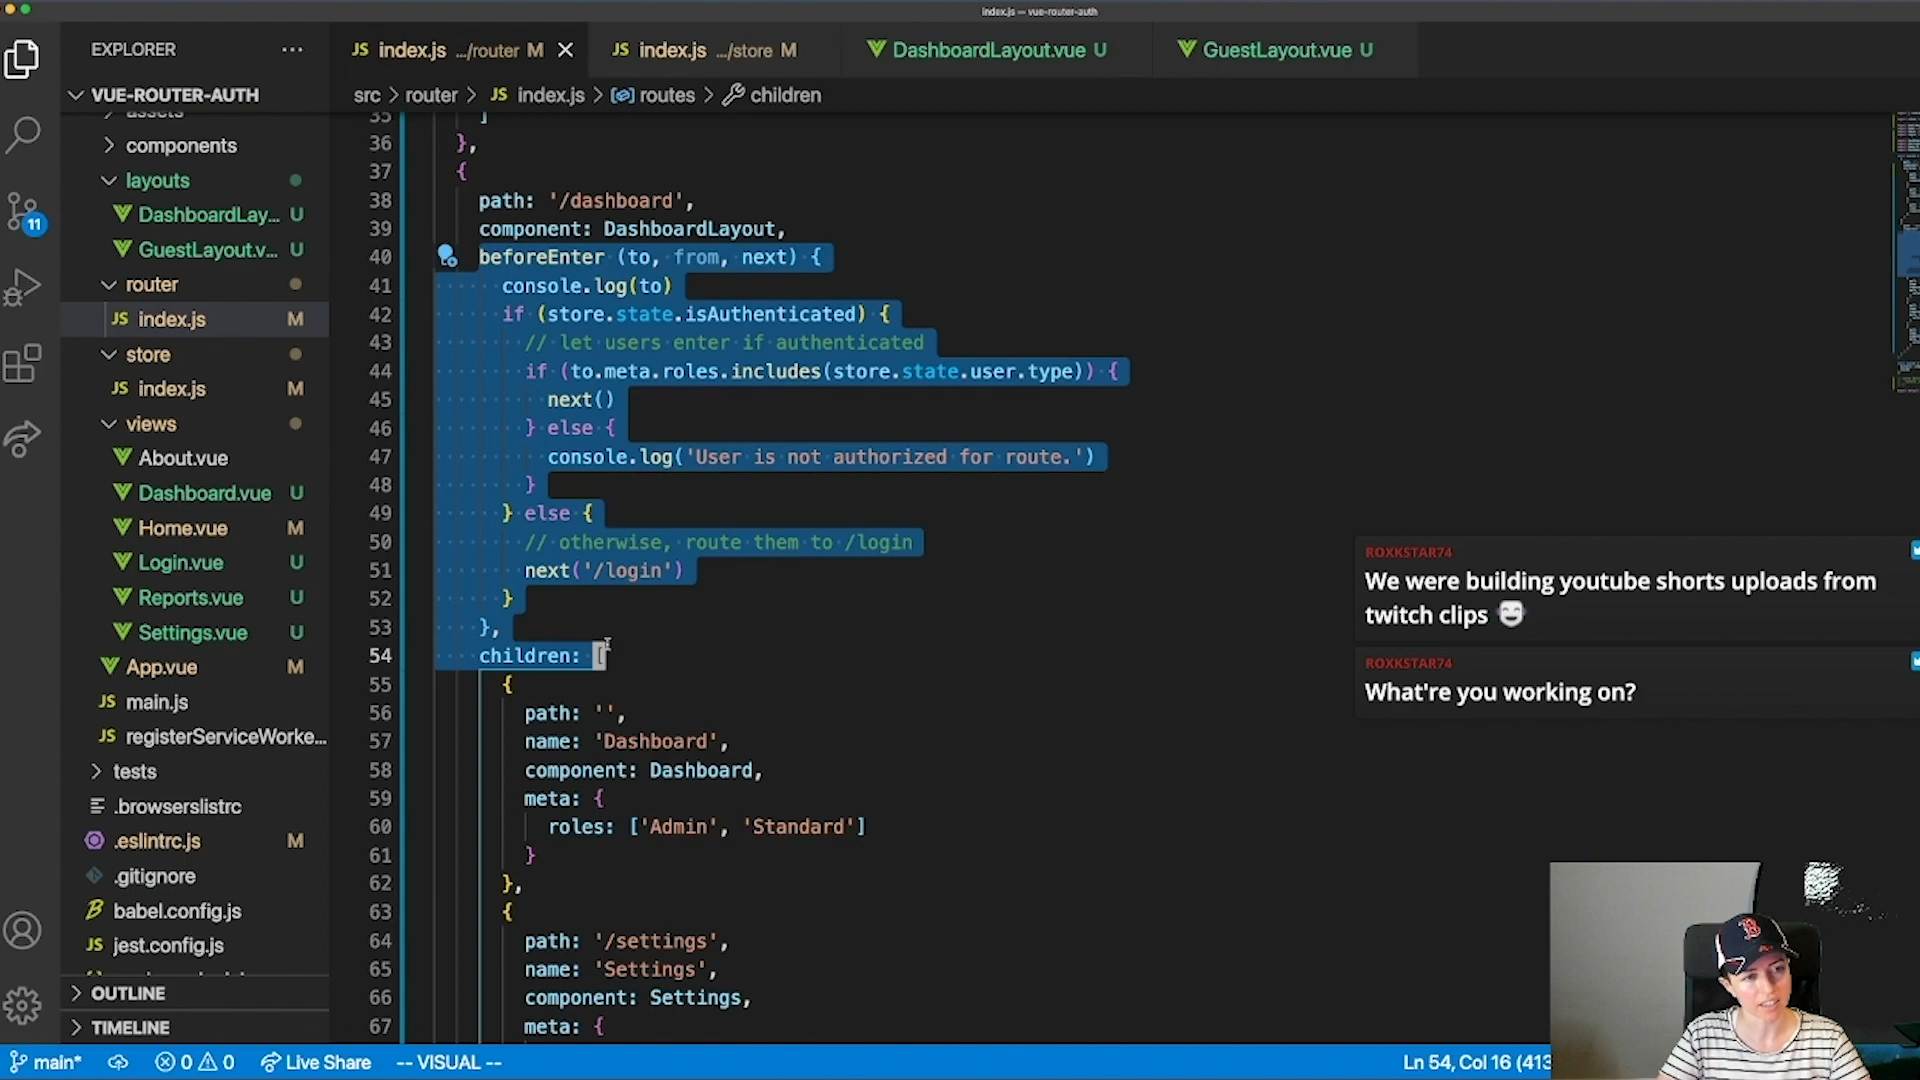 index.js — vue-router-auth
EXPLORER
JS index.js .../router M
JS index.js .../store M
DashboardLayout.vue U
GuestLayout.vue U
VUE-ROUTER-AUTH
src > router > JS index.js > routes > children
assets
components
layouts
DashboardLay... U
GuestLayout.v... U
router
JS index.js M
store
JS index.js M
views
About.vue
Dashboard.vue U
Home.vue M
Login.vue U
Reports.vue U
Settings.vue U
App.vue M
JS main.js
JS registerServiceWorke...
tests
.browserslistrc
.eslintrc.js M
.gitignore
babel.config.js
JS jest.config.js
OUTLINE
TIMELINE
11
35 ]
36 },
37 {
38 path: '/dashboard',
39 component: DashboardLayout,
40 beforeEnter (to, from, next) {
41 console.log(to)
42 if (store.state.isAuthenticated) {
43 // let users enter if authenticated
44 if (to.meta.roles.includes(store.state.user.type)) {
45 next()
46 } else {
47 console.log('User is not authorized for route.')
48 }
49 } else {
50 // otherwise, route them to /login
51 next('/login')
52 }
53 },
54 children: [
55 {
56 path: '',
57 name: 'Dashboard',
58 component: Dashboard,
59 meta: {
60 roles: ['Admin', 'Standard']
61 }
62 },
63 {
64 path: '/settings',
65 name: 'Settings',
66 component: Settings,
67 meta: {
ROXKSTAR74
We were building youtube shorts uploads from
twitch clips
ROXKSTAR74
What're you working on?
B
main* 0 0 Live Share -- VISUAL --
Ln 54, Col 16 (413